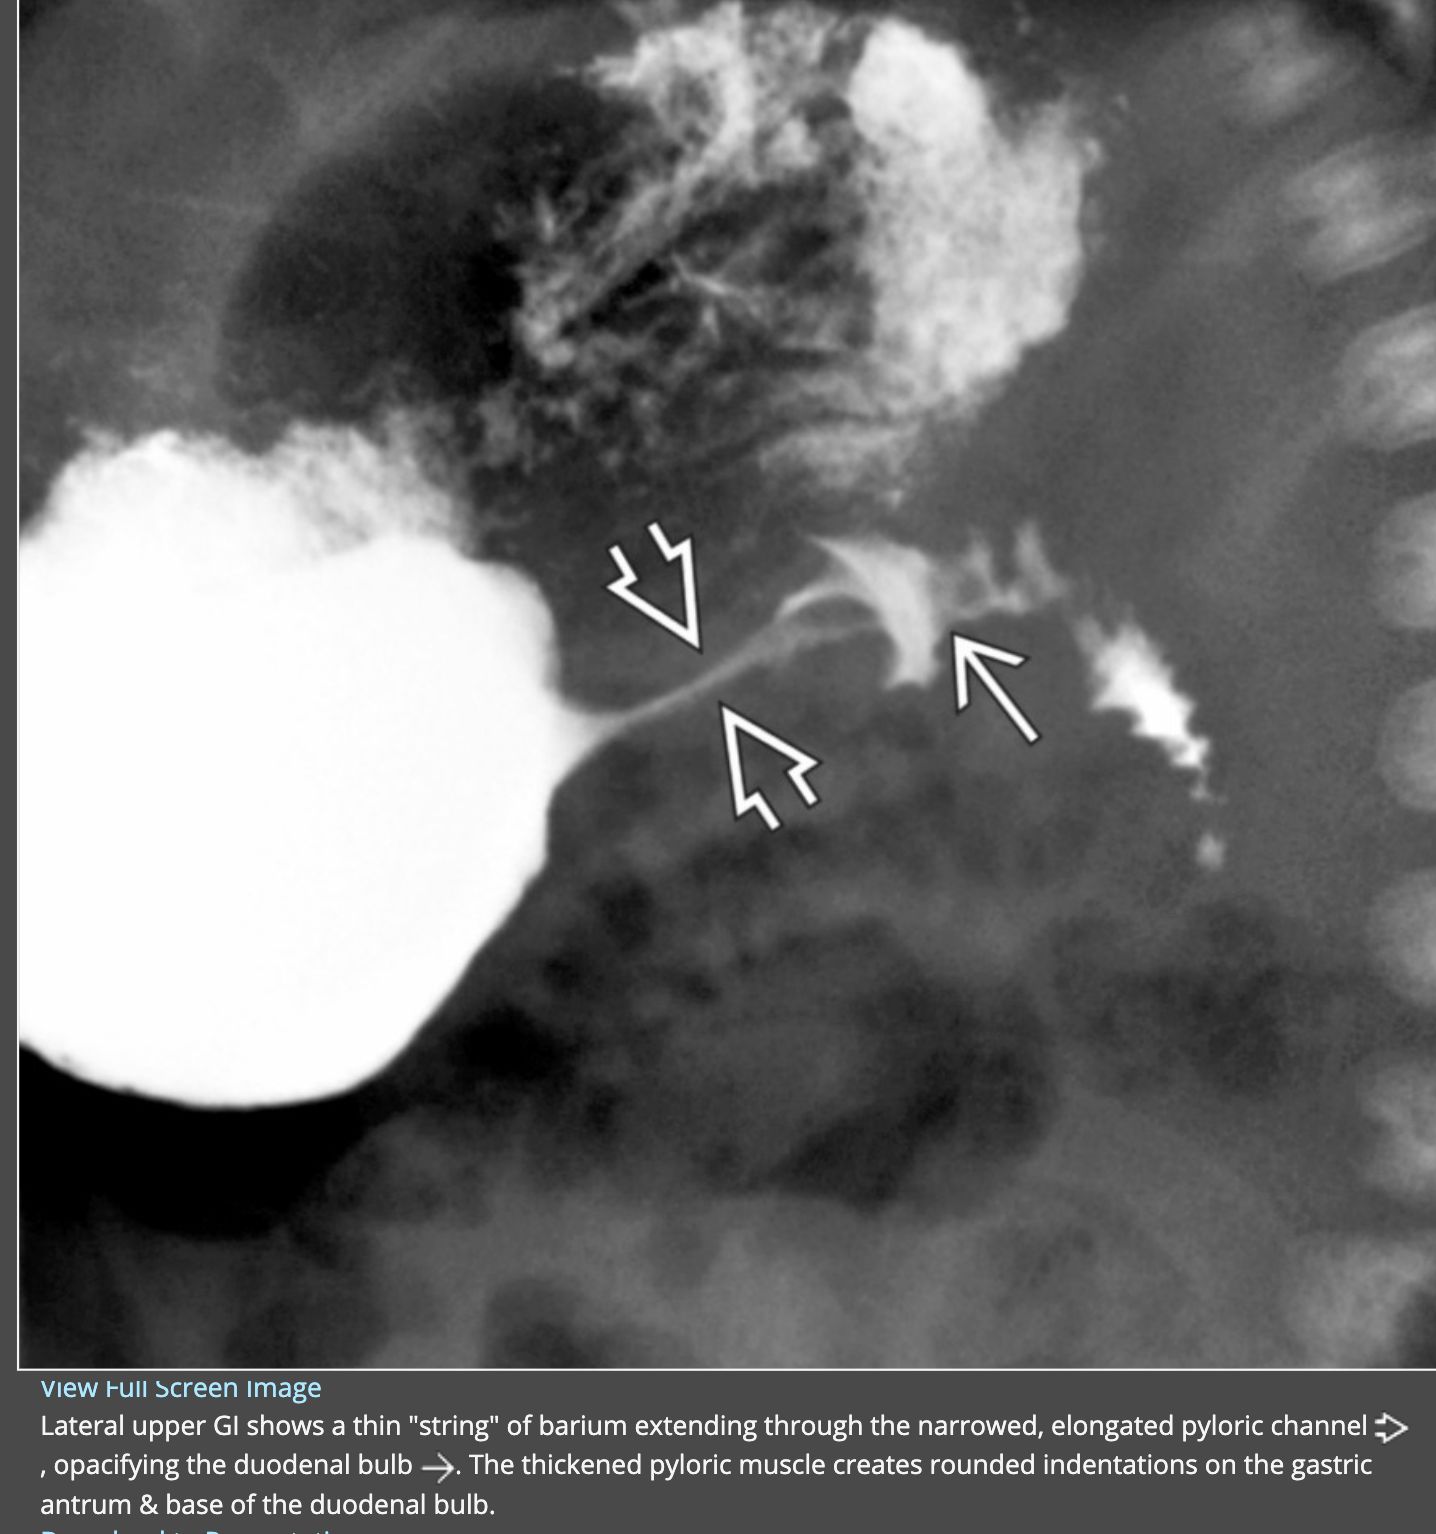 View Full Screen Image
Lateral upper GI shows a thin "string" of barium extending through the narrowed, elongated pyloric channel
, opacifying the duodenal bulb . The thickened pyloric muscle creates rounded indentations on the gastric
antrum & base of the duodenal bulb.